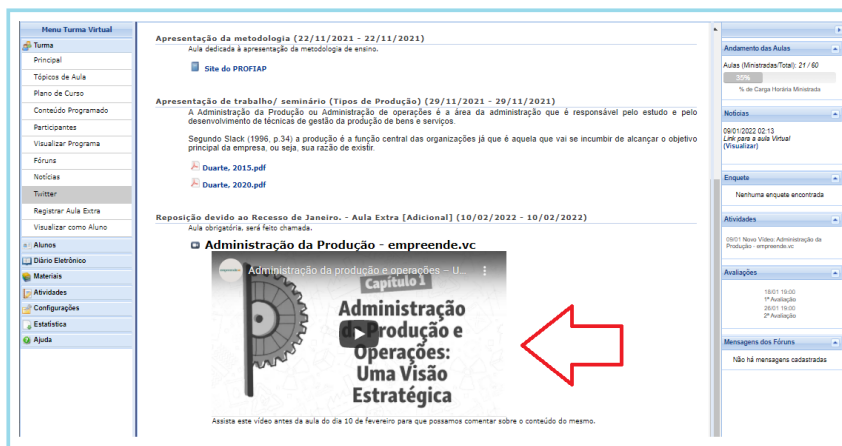 Menu Turma Virtual
Turma
Principal
Tópicos de Aula
Plano de Curso
Conteúdo Programado
Participantes
Visualizar Programa
Fóruns
Notícias
Twitter
Registrar Aula Extra
Visualizar como Aluno
Alunos
Diário Eletrônico
Materiais
Atividades
Configurações
Estatística
Ajuda
Apresentação da metodologia (22/11/2021 - 22/11/2021)
Aula dedicada à apresentação da metodologia de ensino.
Site do PROFIAP
Apresentação de trabalho/ seminário (Tipos de Produção) (29/11/2021 - 29/11/2021)
A Administração da Produção ou Administração de operações é a área da administração que é responsável pelo estudo e pelo
desenvolvimento de técnicas de gestão da produção de bens e serviços.
Segundo Slack (1996, p.34) a produção é a função central das organizações já que é aquela que vai se incumbir de alcançar o objetivo
principal da empresa, ou seja, sua razão de existir.
Duarte, 2015.pdf
Duarte, 2020.pdf
Reposição devido ao Recesso de Janeiro. - Aula Extra [Adicional] (10/02/2022 - 10/02/2022)
Aula obrigatória, será feito chamada.
Administração da Produção - empreende.vc
Administração da produção e operações – U...
Capítulo 1
Administração
da Produção e
Operações:
Uma Visão
Estratégica
Assista este vídeo antes da aula do dia 10 de fevereiro para que possamos comentar sobre o conteúdo do mesmo.
Andamento das Aulas
Aulas (Ministradas/Total): 21 / 60
35%
% de Carga Horária Ministrada
Notícias
09/01/2022 02:13
Link para a aula Virtual
(Visualizar)
Enquete
Nenhuma enquete encontrada
Atividades
09/01 Novo Vídeo: Administração da
Produção - empreende.vc
Avaliações
19/01 19:00
1ª Avaliação
26/01 19:00
2ª Avaliação
Mensagens dos Fóruns
Não há mensagens cadastradas